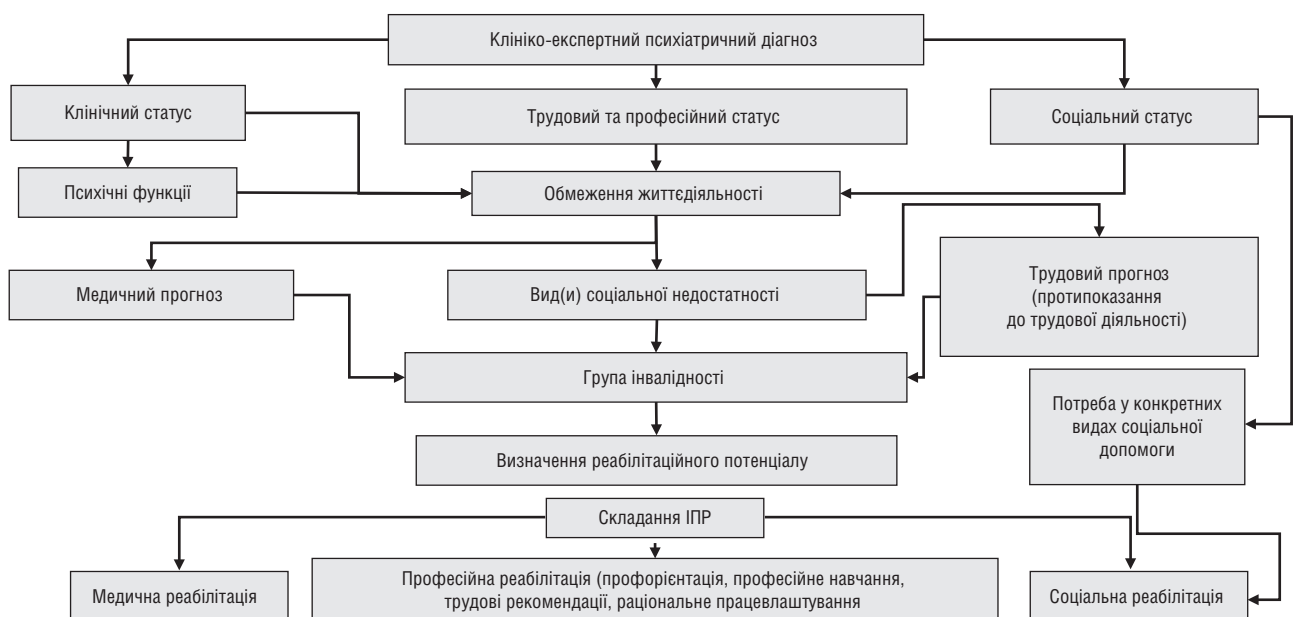 Клініко-експертний психіатричний діагноз
Клінічний статус
Трудовий та професійний статус
Соціальний статус
Психічні функції
Обмеження життєдіяльності
Медичний прогноз
Вид(и) соціальної недостатності
Трудовий прогноз
(протипоказання
до трудової діяльності)
Група інвалідності
Потреба у конкретних
видах соціальної
допомоги
Визначення реабілітаційного потенціалу
Складання ІПР
Медична реабілітація
Професійна реабілітація (профорієнтація, професійне навчання,
трудові рекомендації, раціональне працевлаштування
Соціальна реабілітація